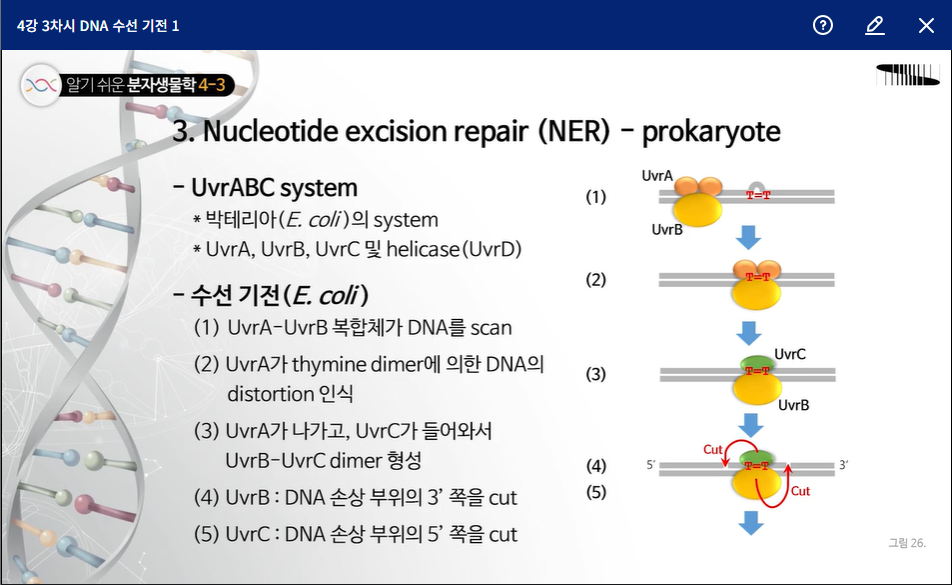 4강 3차시 DNA 수선 기전 1
알기 쉬운 분자생물학 4-3
3. Nucleotide excision repair (NER) - prokaryote
- UvrABC system
* 박테리아(E. coli)의 system
* UvrA, UvrB, UvrC 및 helicase(UvrD)
- 수선 기전(E. coli)
(1) UvrA-UvrB 복합체가 DNA를 scan
(2) UvrA가 thymine dimer에 의한 DNA의
distortion 인식
(3) UvrA가 나가고, UvrC가 들어와서
UvrB-UvrC dimer 형성
(4) UvrB : DNA 손상 부위의 3' 쪽을 cut
(5) UvrC : DNA 손상 부위의 5' 쪽을 cut
UvrA
(1)
T=T
UvrB
(2)
T=T
UvrC
(3)
T=T
UvrB
Cut
(4)
5'
T=T
3'
(5)
Cut
그림 26.